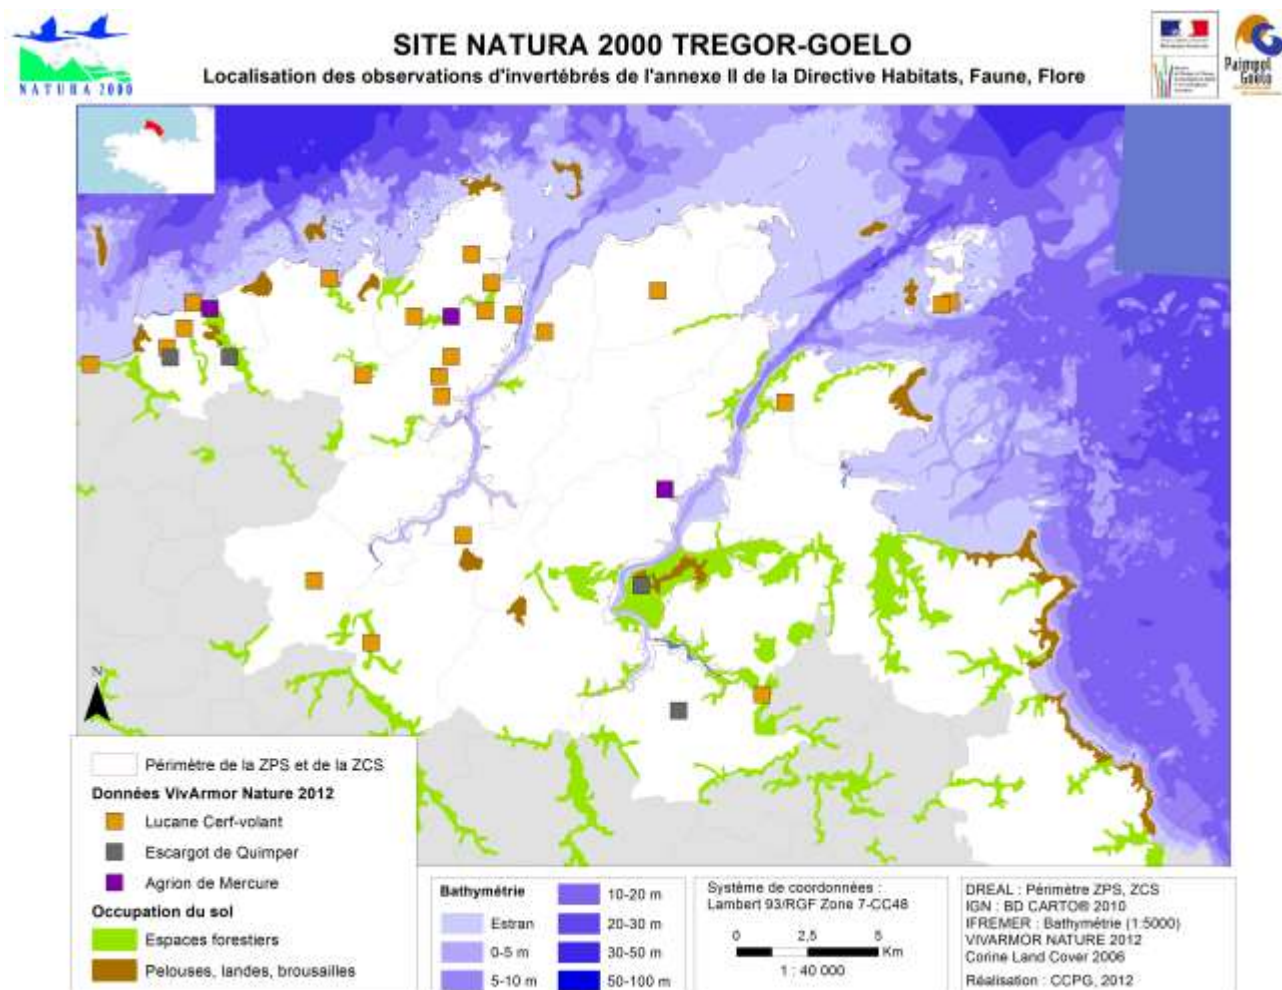 SITE NATURA 2000 TREGOR-GOELO
Localisation des observations d'invertébrés de l'annexe II de la Directive Habitats, Faune, Flore
NATURA 2000
Paimpol
Goëlo
N
Périmètre de la ZPS et de la ZCS
Données VivArmor Nature 2012
Lucane Cerf-volant
Escargot de Quimper
Agrion de Mercure
Occupation du sol
Espaces forestiers
Pelouses, landes, brousailles
Bathymétrie
Estran
0-5 m
5-10 m
10-20 m
20-30 m
30-50 m
50-100 m
Système de coordonnées :
Lambert 93/RGF Zone 7-CC48
0 2,5 5
Km
1 : 40 000
DREAL : Périmètre ZPS, ZCS
IGN : BD CARTO® 2010
IFREMER : Bathymétrie (1:5000)
VIVARMOR NATURE 2012
Corine Land Cover 2006
Réalisation : CCPG, 2012